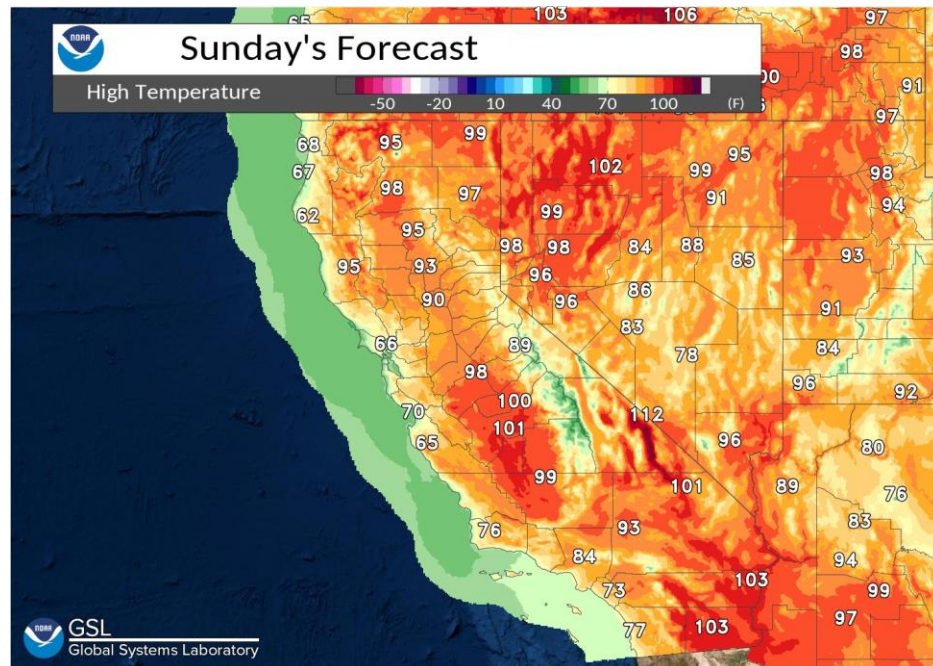 65 103 106 97
NOAA
Sunday's Forecast
98
High Temperature
-50 -20 10 40 70 100 (F)
91
97
68 95 99 102 95
67 98 97 99 91 98
62 95 99 94
95 93 98 98 84 88 85 93
90 96 96 86 91
66 89 83 78 84
98 96 92
70 100 112
65 101 96 80
99 101 89 76
76 93 83
84 94
73 103 99
77 103 97
NOAA
GSL
Global Systems Laboratory